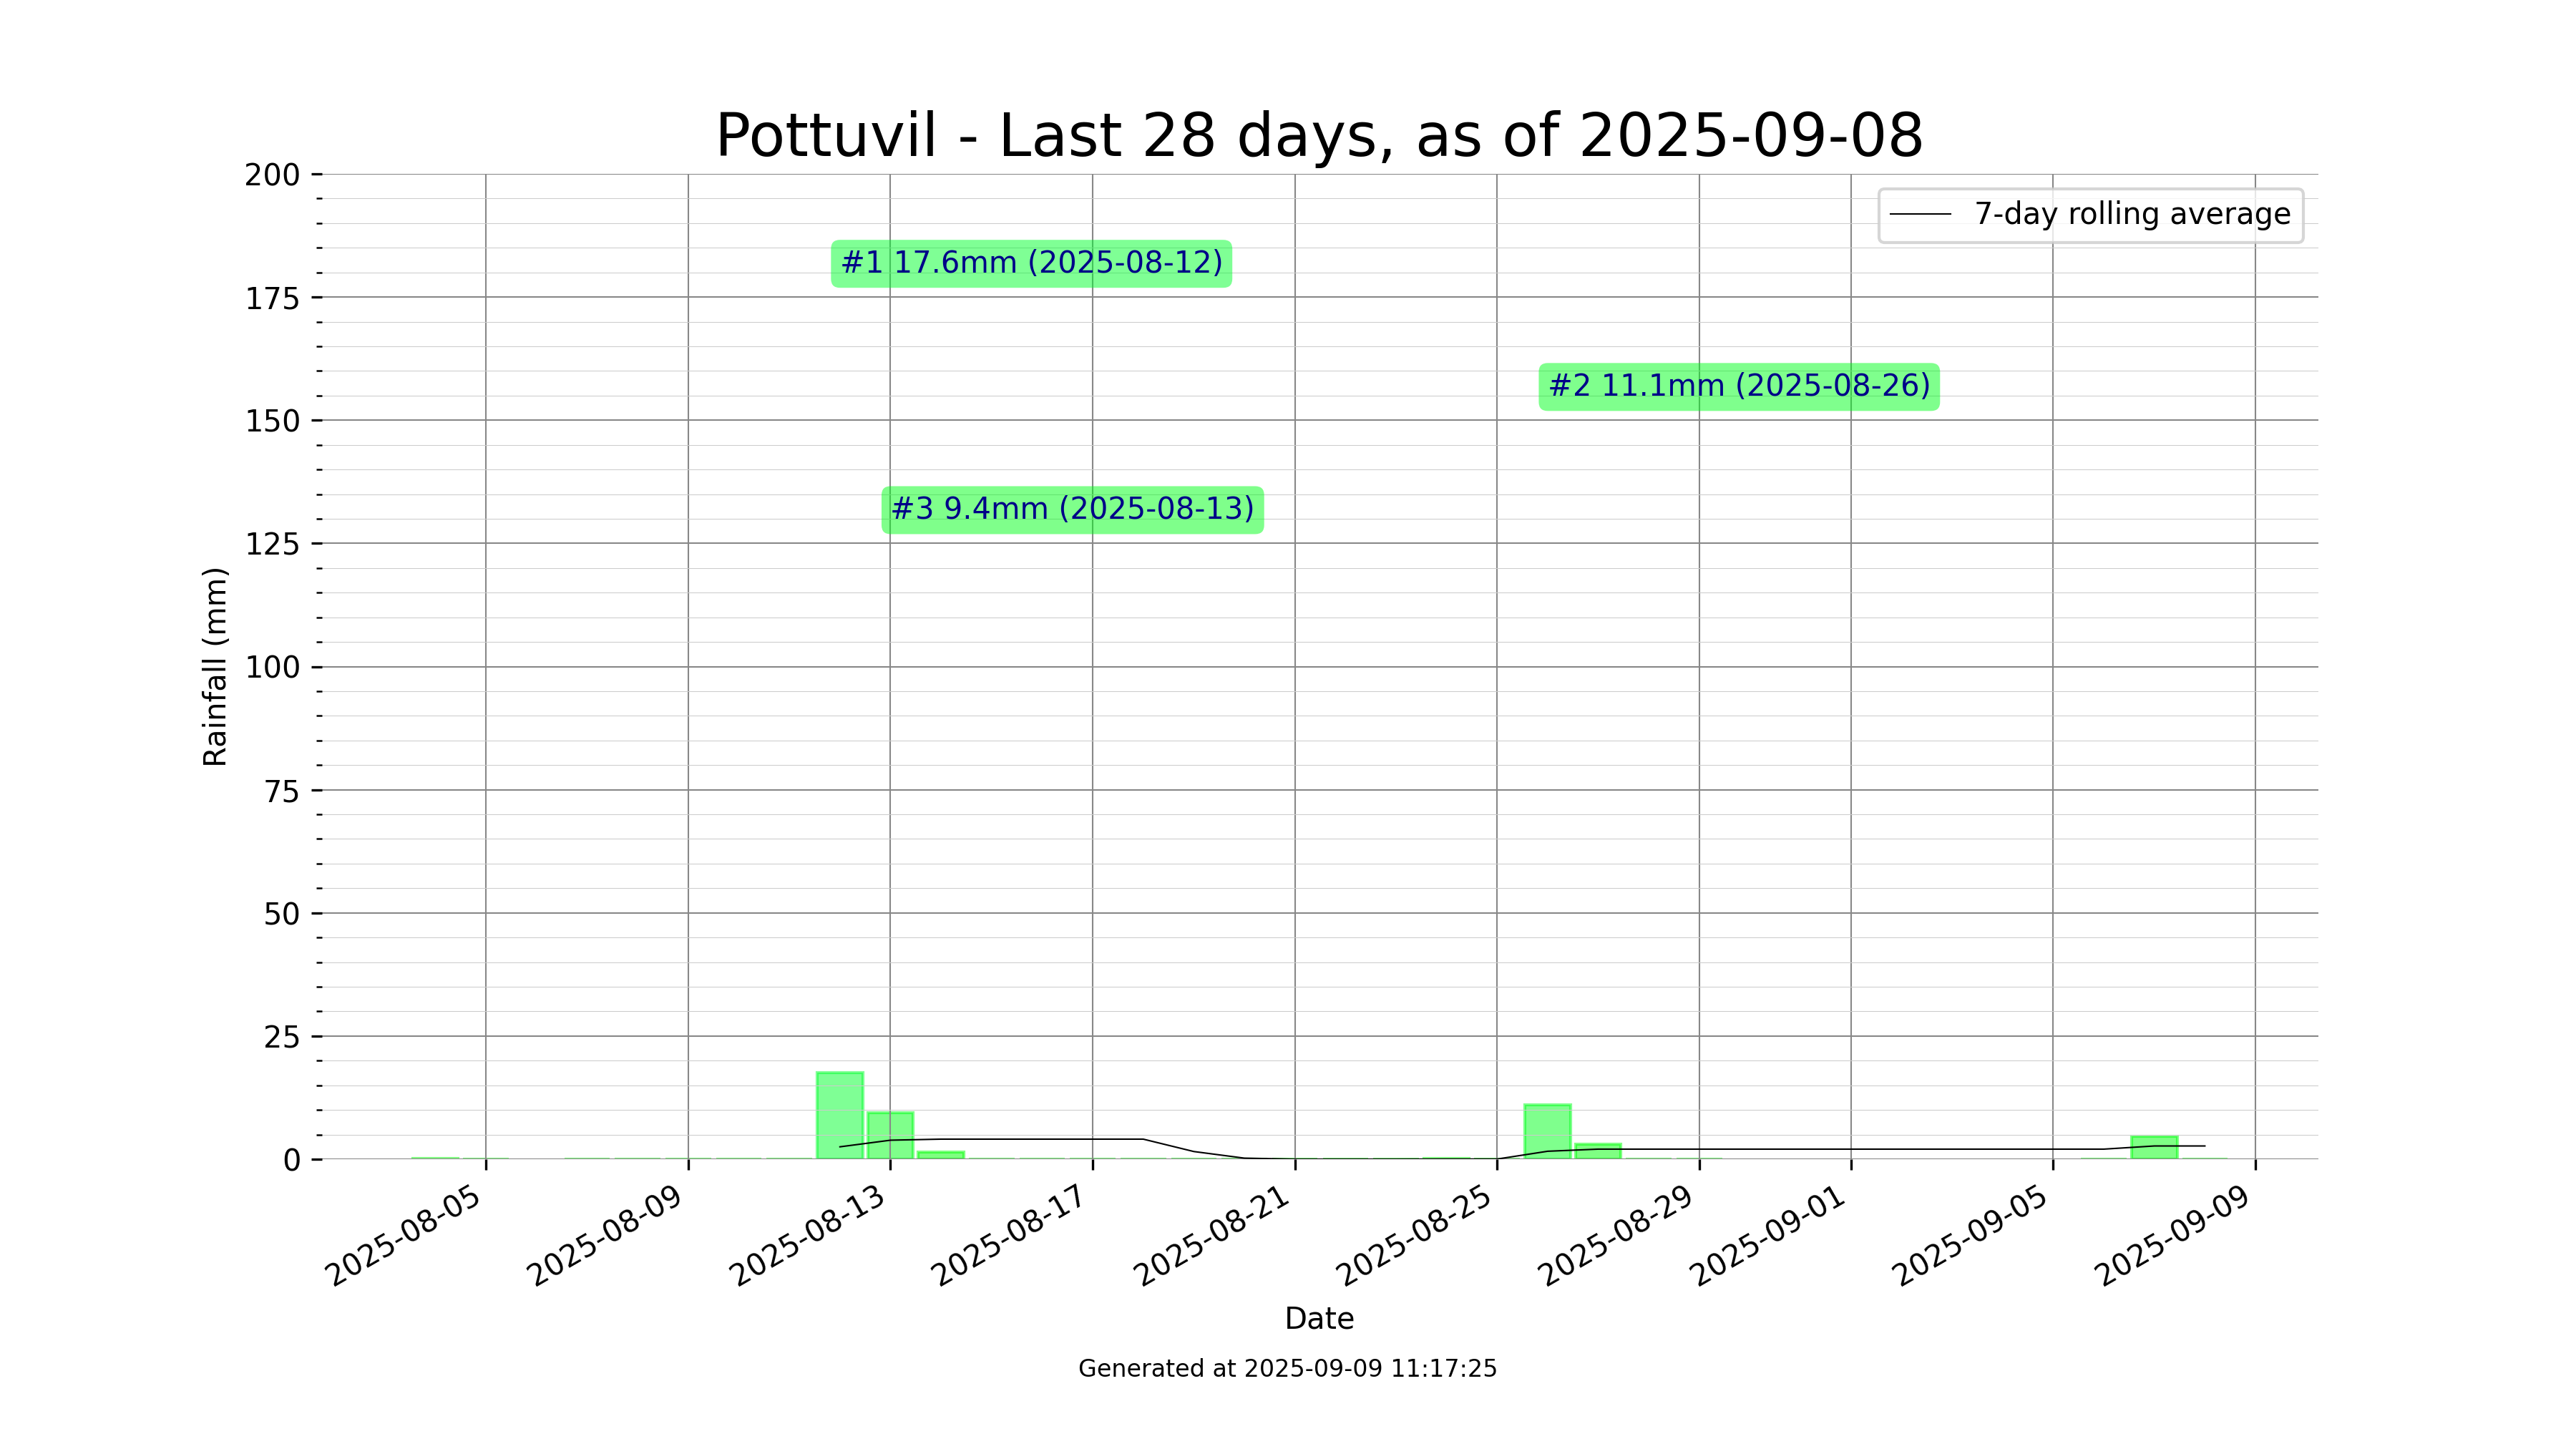 Pottuvil - Last 28 days, as of 2025-09-08
200
175
150
125
100
75
50
25
0
Rainfall (mm)
7-day rolling average
#1 17.6mm (2025-08-12)
#2 11.1mm (2025-08-26)
#3 9.4mm (2025-08-13)
2025-08-05
2025-08-09
2025-08-13
2025-08-17
2025-08-21
2025-08-25
2025-08-29
2025-09-01
2025-09-05
2025-09-09
Date
Generated at 2025-09-09 11:17:25